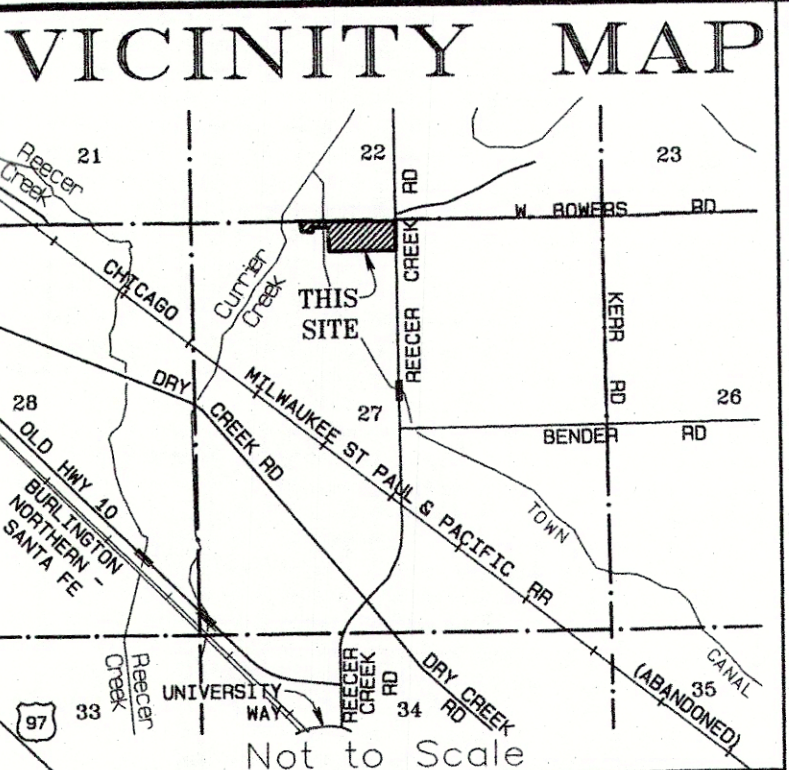 VICINITY MAP
21
22
23
Reecer
Creek
RD
W. BOWERS RD
REECER CREEK
Currier
Creek
THIS
SITE
CHICAGO
MILWAUKEE ST PAUL & PACIFIC RR
(ABANDONED)
KERR RD
DRY
CREEK RD
28
27
26
BENDER RD
OLD HWY 10
BURLINGTON
NORTHERN -
SANTA FE
TOWN
CANAL
Reecer
Creek
UNIVERSITY
WAY
REECER
CREEK
RD
DRY CREEK
RD
97
33
34
35
Not to Scale